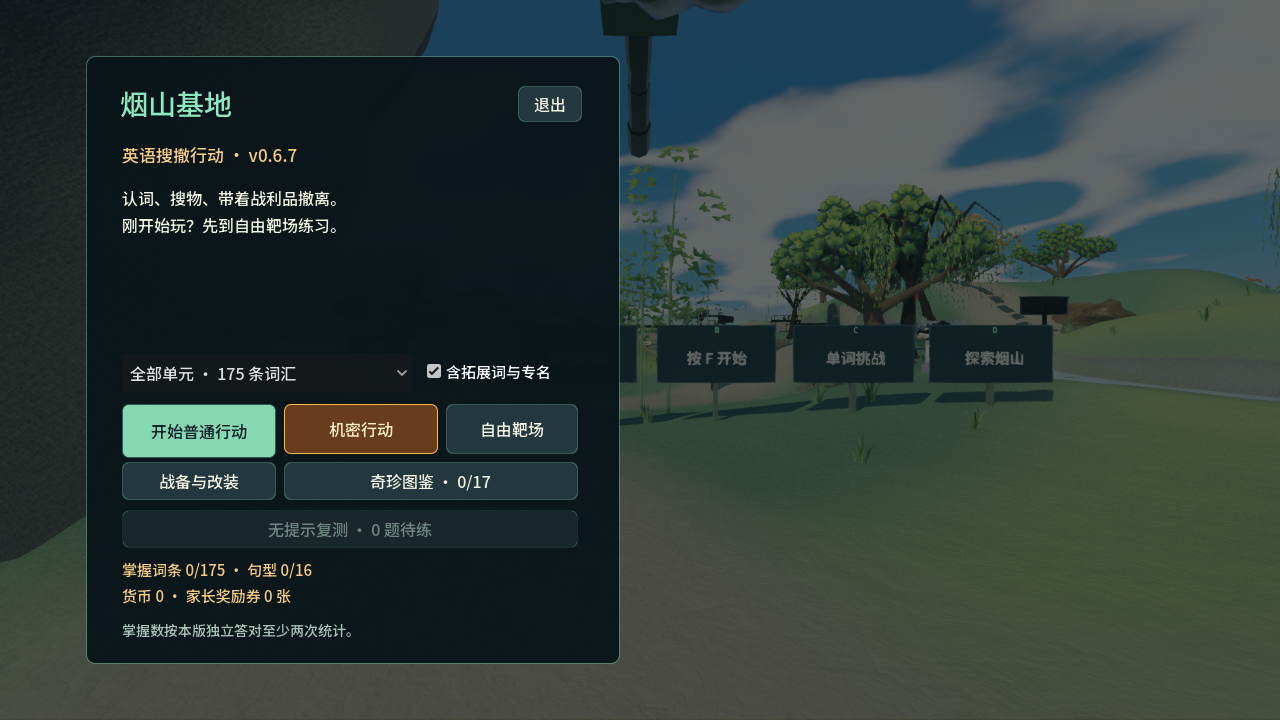 烟山基地
退出
英语搜撤行动 · v0.6.7
认词、搜物、带着战利品撤离。
刚开始玩？先到自由靶场练习。
全部单元 · 175 条词汇
含拓展词与专名
开始普通行动
机密行动
自由靶场
战备与改装
奇珍图鉴 · 0/17
无提示复测 · 0 题待练
掌握词条 0/175 · 句型 0/16
货币 0 · 家长奖励券 0 张
掌握数按本版独立答对至少两次统计。
B
按 F 开始
C
单词挑战
D
探索烟山